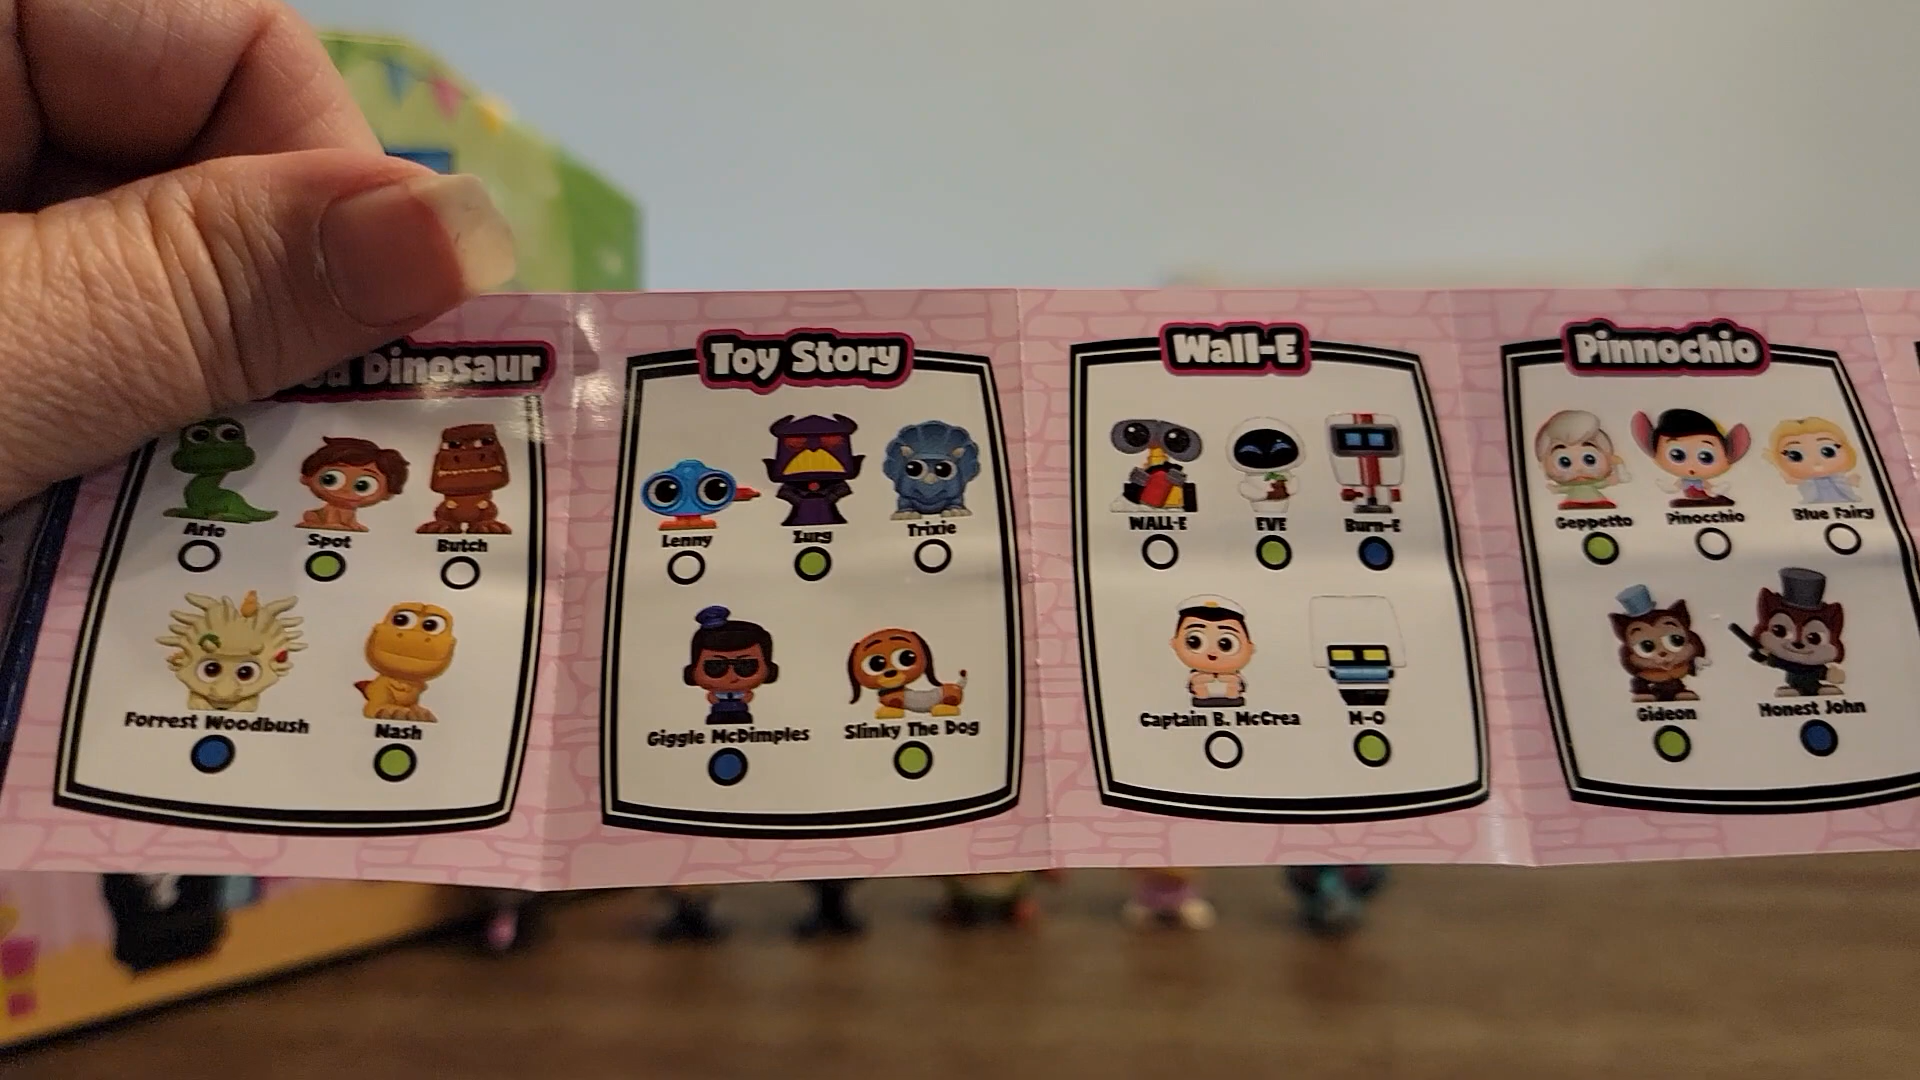 Dinosaur
Arlo
Spot
Butch
Forrest Woodbush
Nash
Toy Story
Lenny
Zurg
Trixie
Giggle McDimples
Slinky The Dog
Wall-E
WALL-E
EVE
Burn-E
Captain B. McCrea
M-O
Pinnochio
Geppetto
Pinocchio
Blue Fairy
Gideon
Honest John